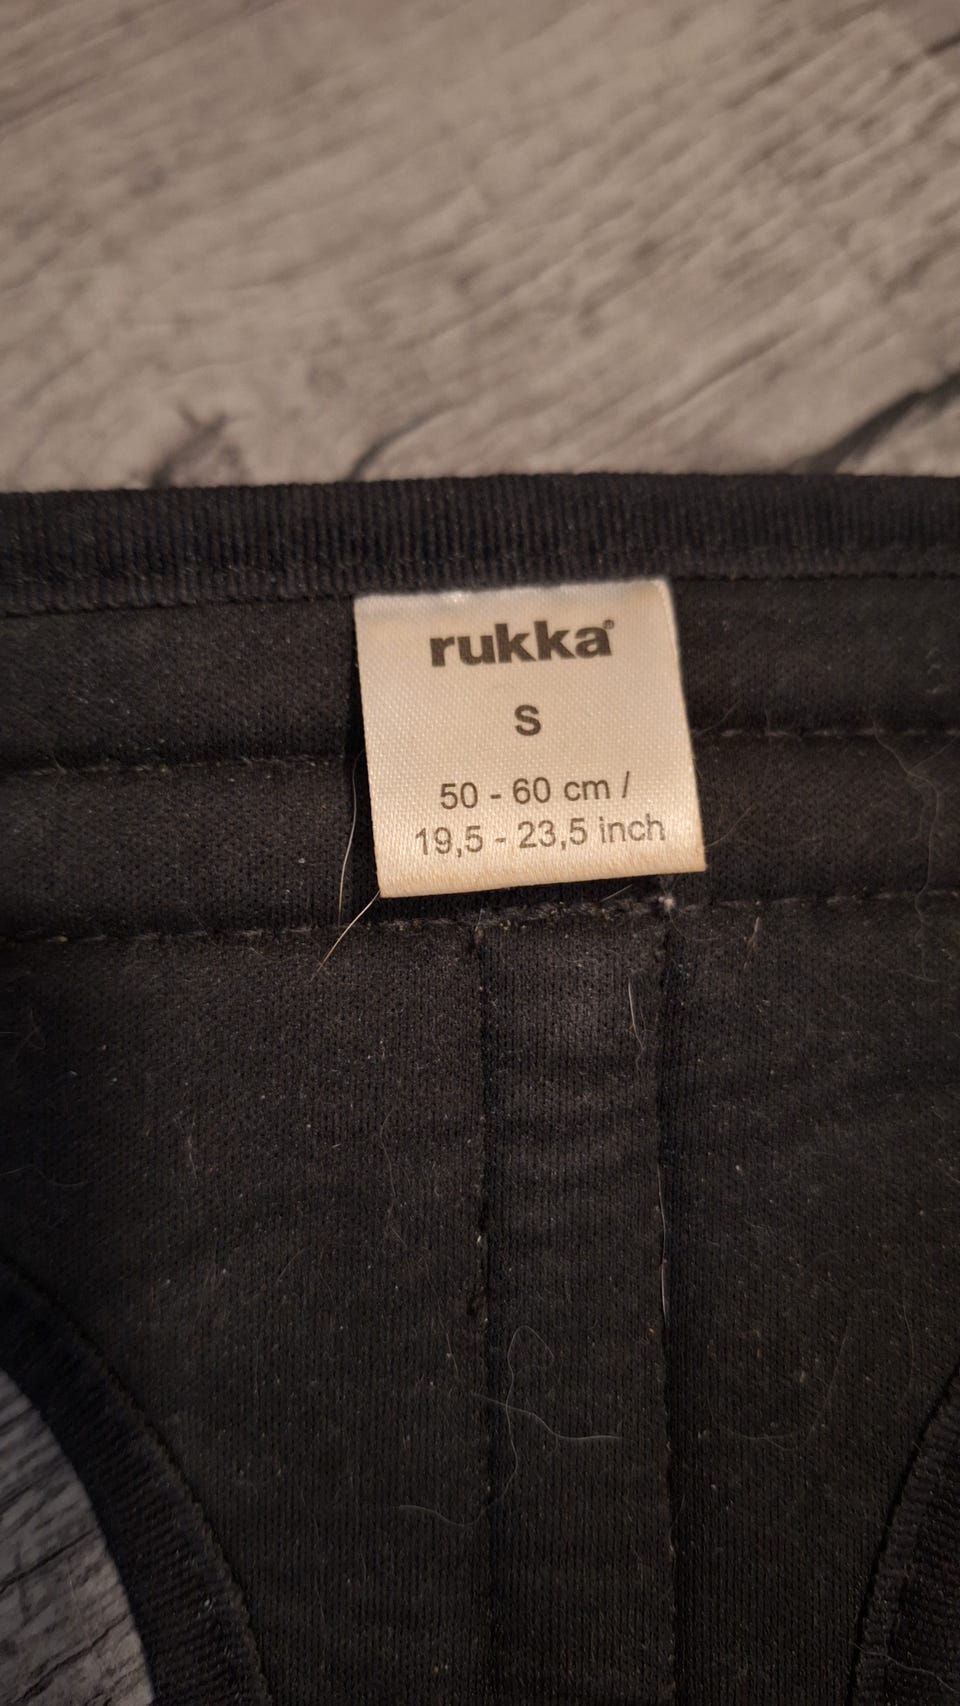 rukka®
S
50 - 60 cm /
19,5 - 23,5 inch